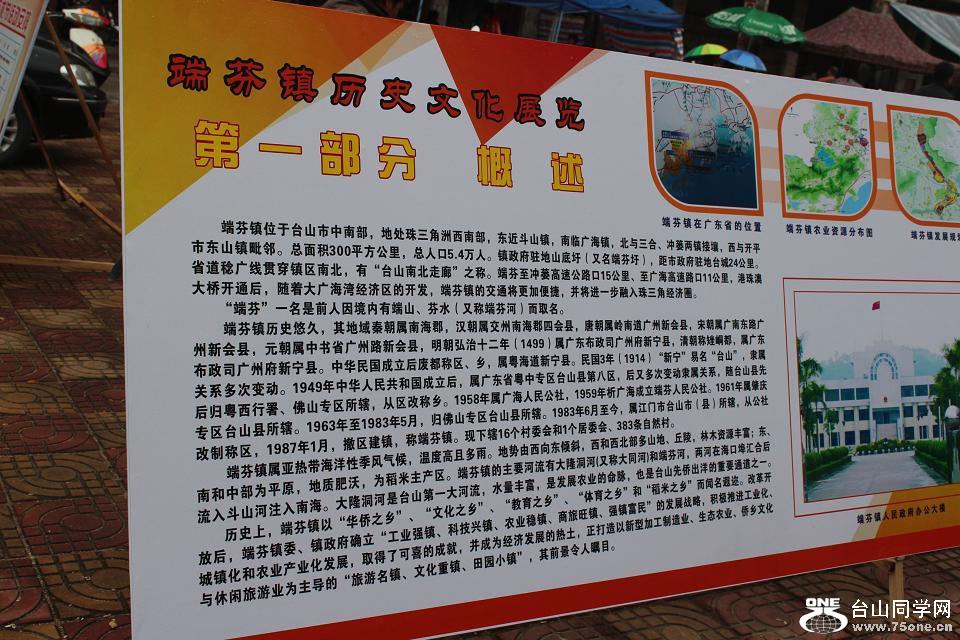 端芬镇历史文化展览
第一部分 概 述
端芬镇位于台山市中南部，地处珠三角洲西南部，东近斗山镇，南临广海镇，北与三合、冲蒌两镇接壤，西与开平
市东山镇毗邻。总面积300平方公里，总人口5.4万人。镇政府驻地山底圩（又名端芬圩），距市政府驻地台城24公里。
省道稔广线贯穿镇区南北，有“台山南北走廊”之称。端芬至冲蒌高速公路口15公里、至广海高速路口11公里，港珠澳
大桥开通后，随着大广海湾经济区的开发，端芬镇的交通将更加便捷，并将进一步融入珠三角经济圈。
“端芬”一名是前人因境内有端山、芬水（又称端芬河）而取名。
端芬镇历史悠久，其地域秦朝属南海郡，汉朝属交州南海郡四会县，唐朝属岭南道广州新会县，宋朝属广南东路广
州新会县，元朝属中书省广州路新会县，明朝弘治十二年（1499）属广东布政司广州府新宁县，清朝称矬峒都，属广东
布政司广州府新宁县。中华民国成立后废都称区、乡，属粤海道新宁县。民国3年（1914）“新宁”易名“台山”，隶属
关系多次变动。1949年中华人民共和国成立后，属广东省粤中专区台山县第八区，后又多次变动隶属关系，随台山县先
后归粤西行署、佛山专区所辖，从区改称乡。1958年属广海人民公社，1959年析广海成立端芬人民公社。1961年属肇庆
专区台山县所辖。1963年至1983年5月，归佛山专区台山县所辖。1983年6月至今，属江门市台山市（县）所辖，从公社
改制称区，1987年1月，撤区建镇，称端芬镇。现下辖16个村委会和1个居委会、383条自然村。
端芬镇属亚热带海洋性季风气候，温度高且多雨。地势由西向东倾斜，西和西北部多山地、丘陵，林木资源丰富；东、
南和中部为平原，地质肥沃，为稻米主产区。端芬镇的主要河流有大隆洞河(又称大同河)和端芬河，两河在海口埠汇合后
流入斗山河注入南海。大隆洞河是台山第一大河流，水量丰富，是发展农业的命脉，也是台山先侨出洋的重要通道之一。
历史上，端芬镇以“华侨之乡”、“文化之乡”、“教育之乡”、“体育之乡”和“稻米之乡”而闻名遐迩。改革开
放后，端芬镇委、镇政府确立“工业强镇、科技兴镇、农业稳镇、商旅旺镇、强镇富民”的发展战略，积极推进工业化、
城镇化和农业产业化发展，取得了可喜的成就，并成为经济发展的热土，正打造以新型加工制造业、生态农业、侨乡文化
与休闲旅游业为主导的“旅游名镇、文化重镇、田园小镇”，其前景令人瞩目。
端芬镇在广东省的位置
端芬镇农业资源分布图
端芬镇发展规
端芬镇人民政府办公大楼
ONE
台山同学网
www.75one.cn